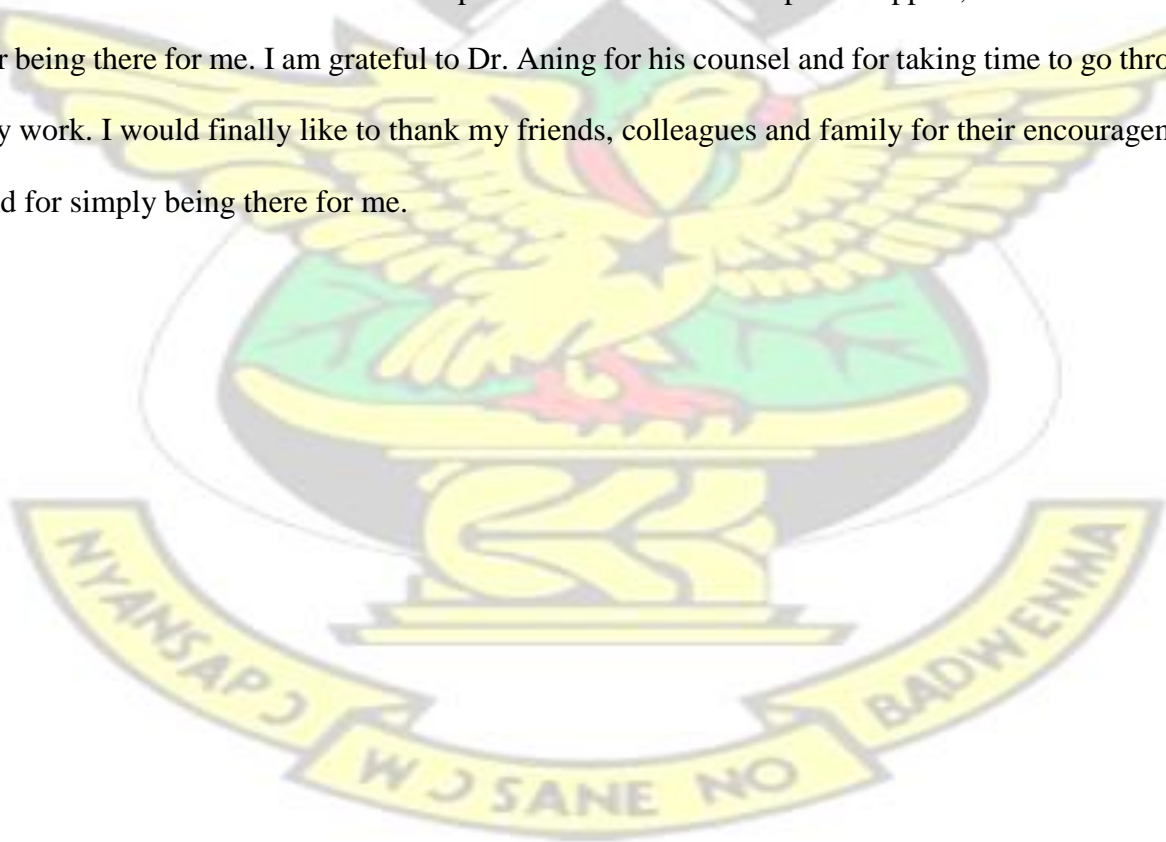 r being there for me. I am grateful to Dr. Aning for his counsel and for taking time to go thro
y work. I would finally like to thank my friends, colleagues and family for their encouragen
d for simply being there for me.
NYANSAPƆ WƆSANE NO BADWENMA